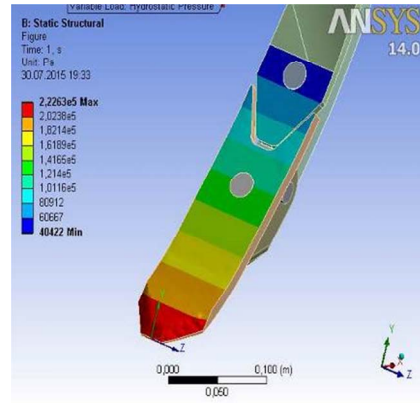 Variable Load: Hydrostatic Pressure
B: Static Structural
Figure
Time: 1, s
Unit: Pa
30.07.2015 19:33
2,2263e5 Max
2,0238e5
1,8214e5
1,6189e5
1,4165e5
1,214e5
1,0116e5
80912
60667
40422 Min
ANSYS
14.0
Z
0,000
0,100 (m)
0,050
Y
X
Z